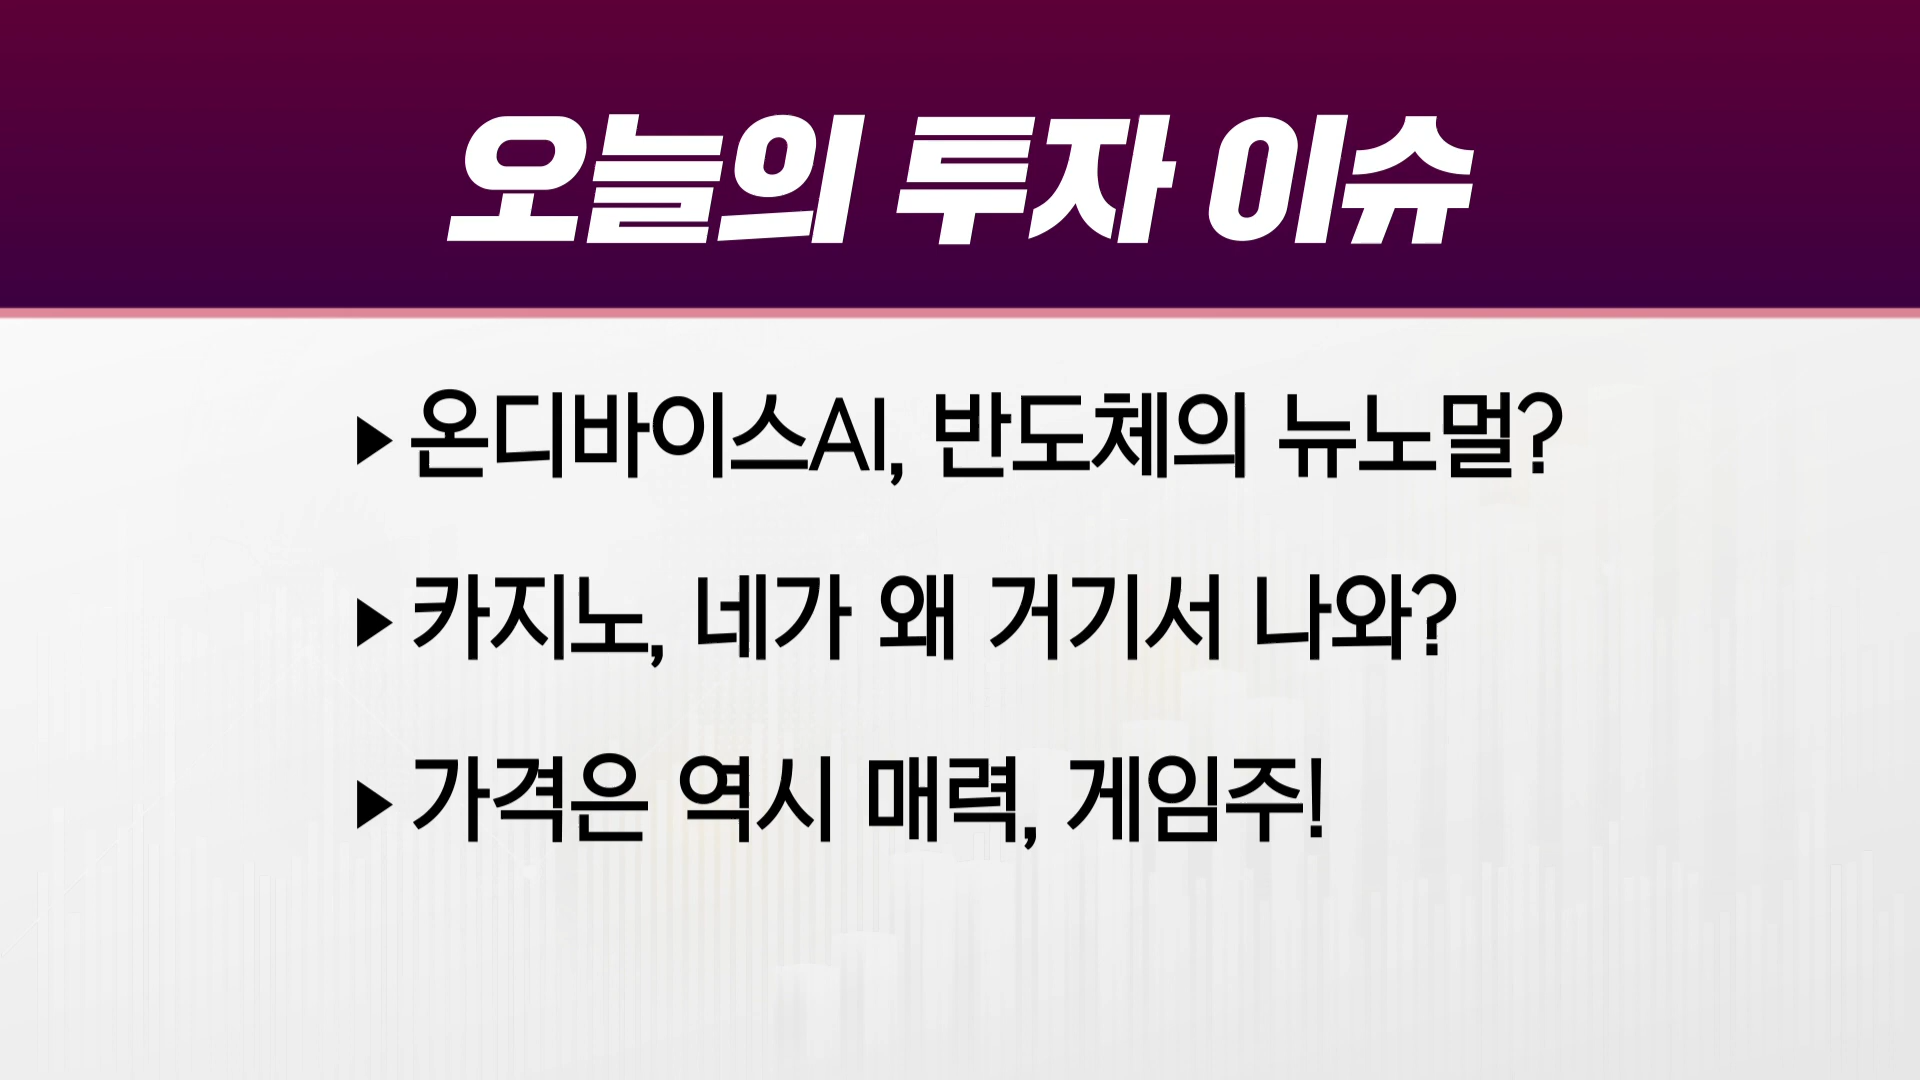 오늘의 투자 이슈
▶온디바이스AI, 반도체의 뉴노멀?
▶카지노, 네가 왜 거기서 나와?
▶가격은 역시 매력, 게임주!